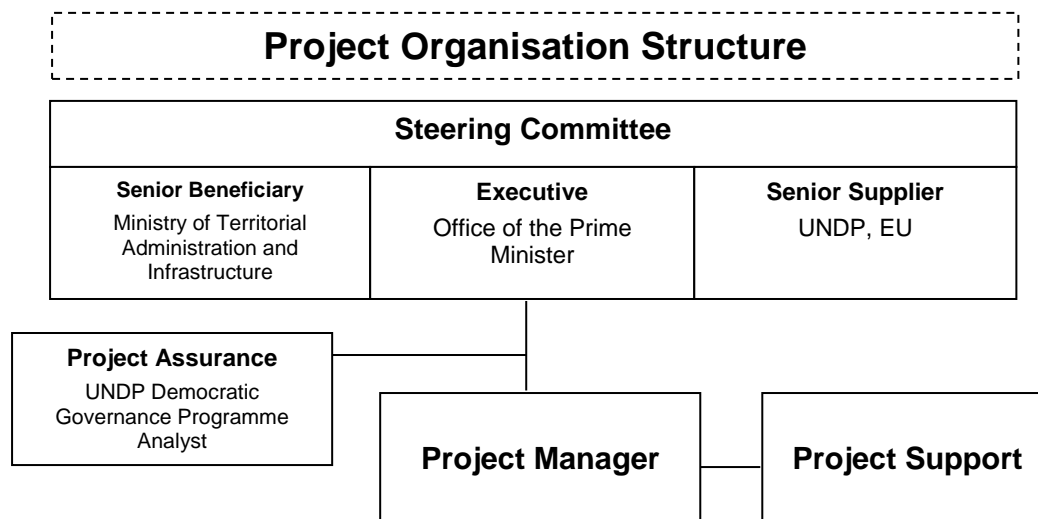 Project Organisation Structure
Steering Committee
Senior Beneficiary
Ministry of Territorial
Administration and
Infrastructure
Executive
Office of the Prime
Minister
Senior Supplier
UNDP, EU
Project Assurance
UNDP Democratic
Governance Programme
Analyst
Project Manager
Project Support